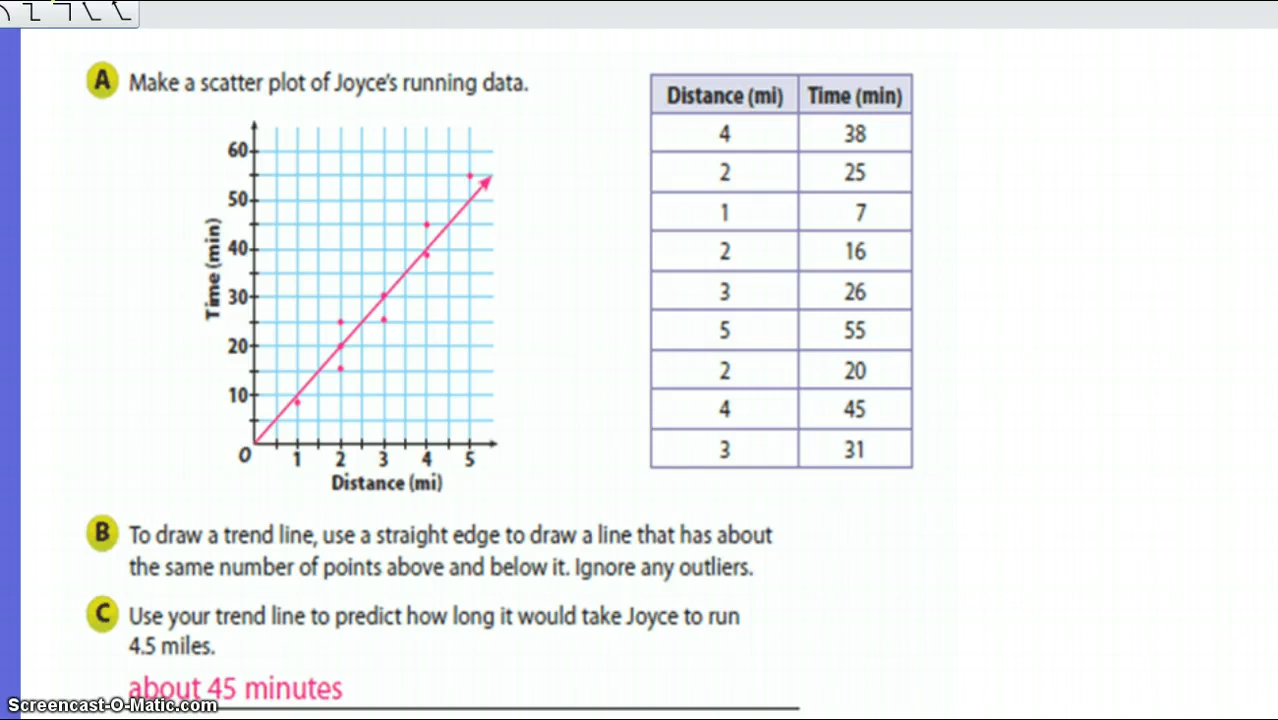 A Make a scatter plot of Joyce's running data.
60
50
40
30
20
10
O
1 2 3 4 5
Time (min)
Distance (mi)
Distance (mi) Time (min)
4 38
2 25
1 7
2 16
3 26
5 55
2 20
4 45
3 31
B To draw a trend line, use a straight edge to draw a line that has about
the same number of points above and below it. Ignore any outliers.
C Use your trend line to predict how long it would take Joyce to run
4.5 miles.
about 45 minutes
Screencast-O-Matic.com